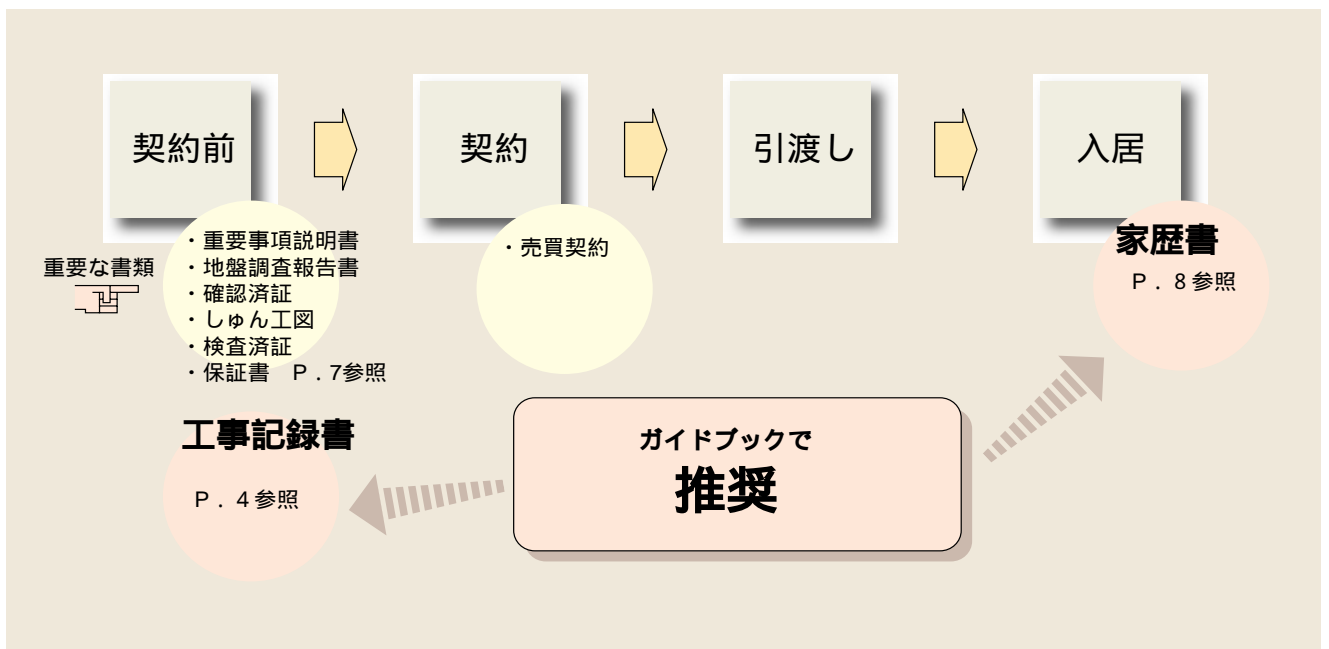 契約前
契約
引渡し
入居
重要な書類
・重要事項説明書
・地盤調査報告書
・確認済証
・しゅん工図
・検査済証
・保証書　Ｐ．7参照
・売買契約
家歴書
Ｐ．８参照
工事記録書
Ｐ．４参照
ガイドブックで
推奨